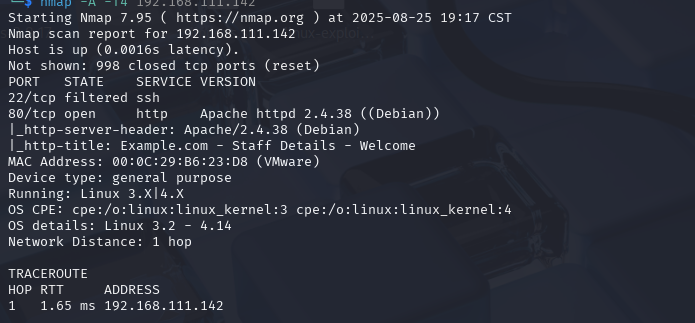 └─$ nmap -A -T4 192.168.111.142
Starting Nmap 7.95 ( https://nmap.org ) at 2025-08-25 19:17 CST
Nmap scan report for 192.168.111.142
Host is up (0.0016s latency).
Not shown: 998 closed tcp ports (reset)
PORT   STATE    SERVICE VERSION
22/tcp filtered ssh
80/tcp open     http    Apache httpd 2.4.38 ((Debian))
|_http-server-header: Apache/2.4.38 (Debian)
|_http-title: Example.com - Staff Details - Welcome
MAC Address: 00:0C:29:B6:23:D8 (VMware)
Device type: general purpose
Running: Linux 3.X|4.X
OS CPE: cpe:/o:linux:linux_kernel:3 cpe:/o:linux:linux_kernel:4
OS details: Linux 3.2 - 4.14
Network Distance: 1 hop
TRACEROUTE
HOP RTT     ADDRESS
1   1.65 ms 192.168.111.142